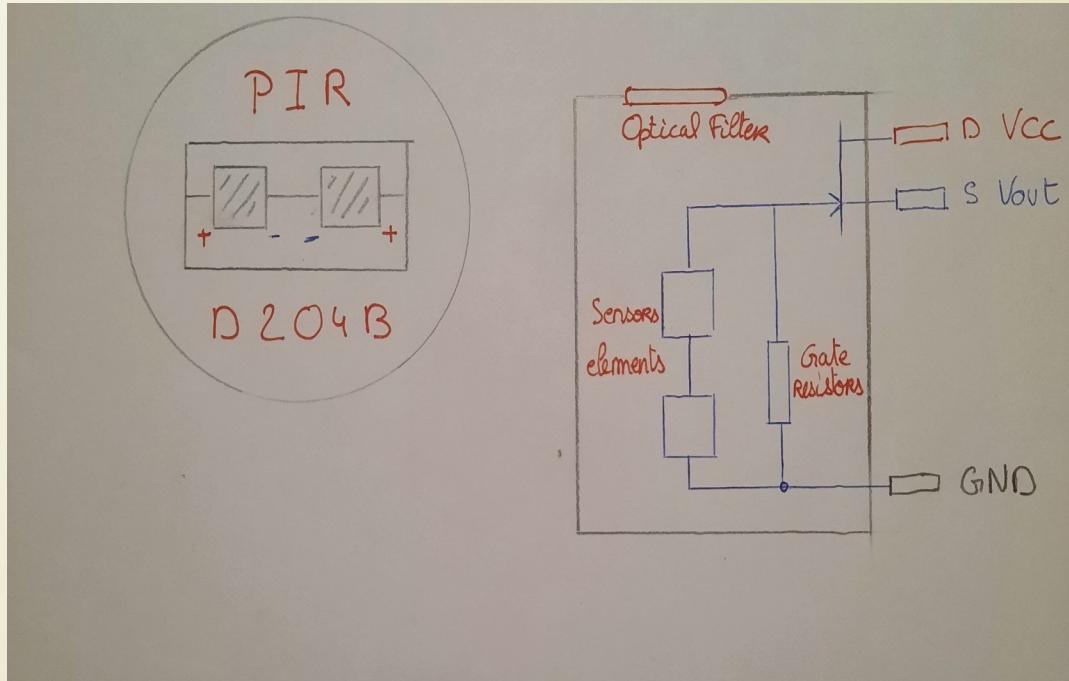 PIR
+ - - +
D204B
Optical Filter
D VCC
S Vout
Sensors
elements
Gate
resistors
GND